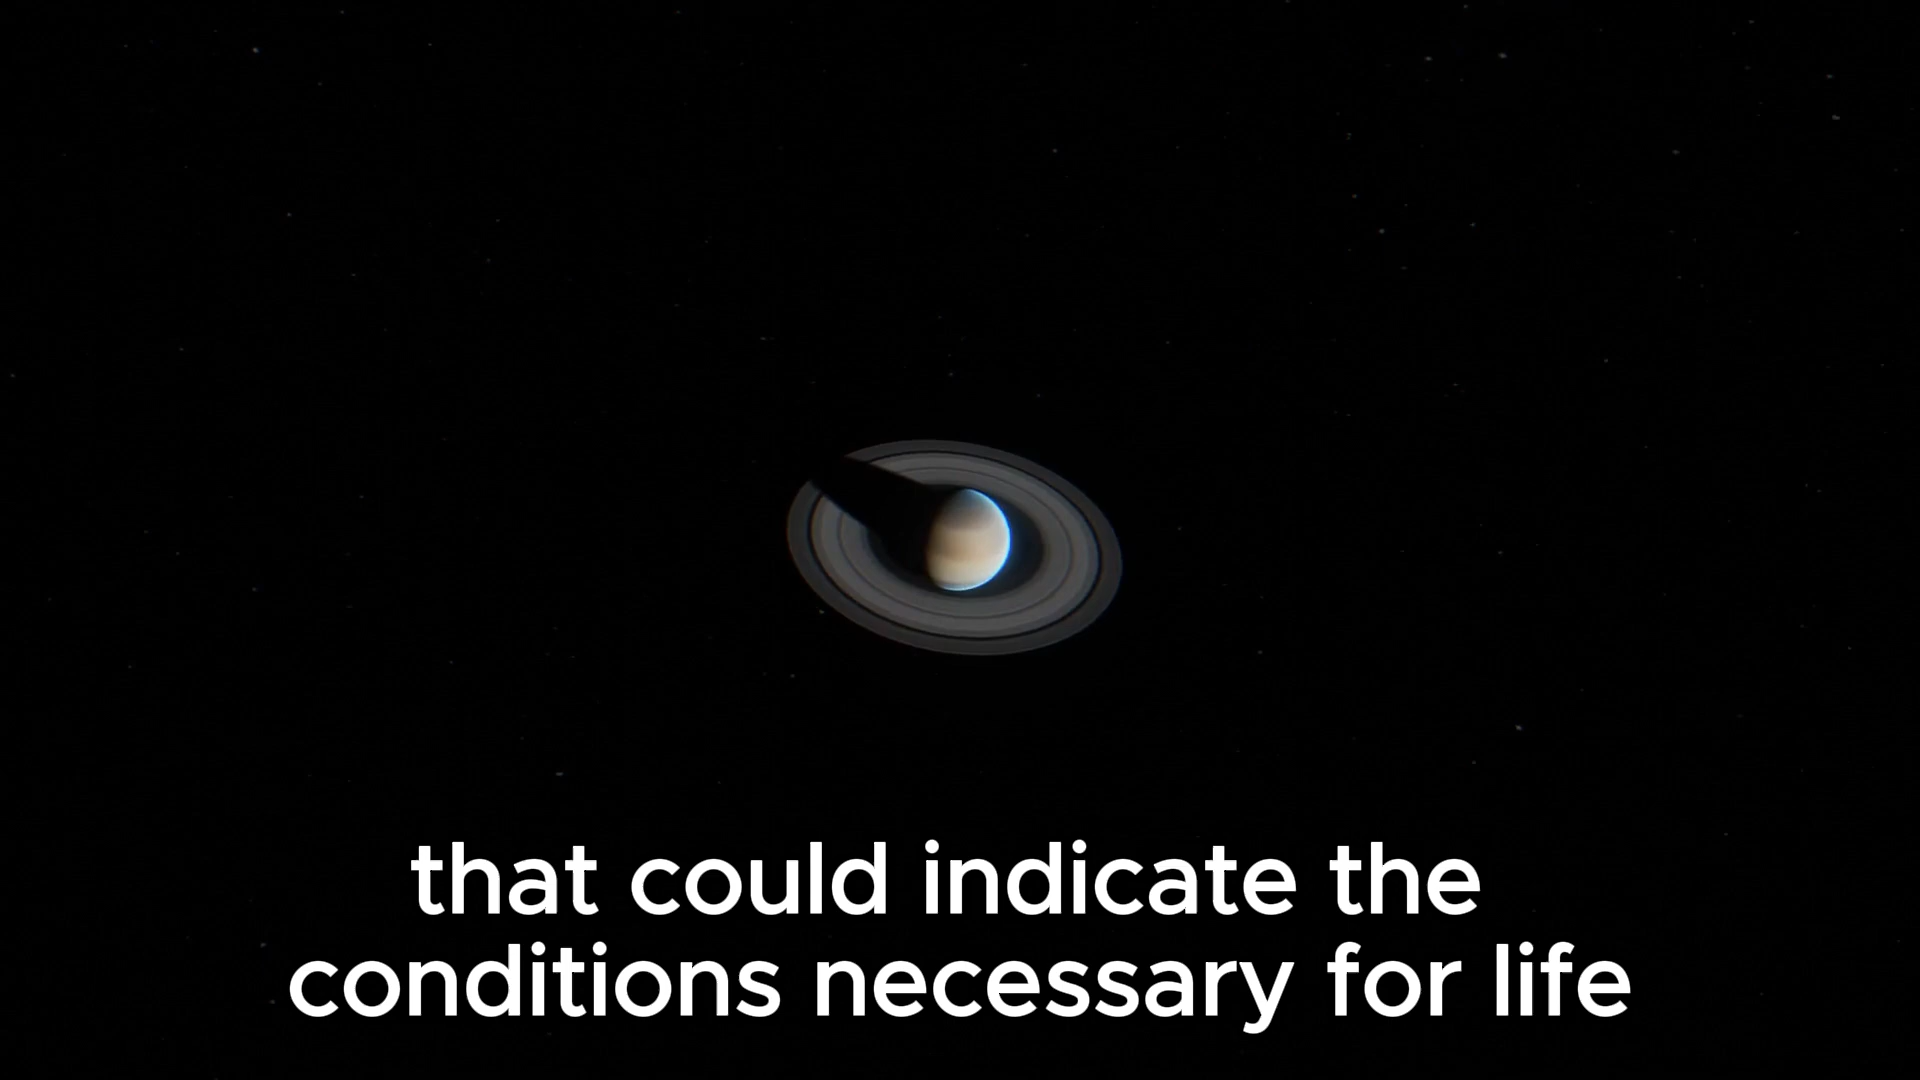 that could indicate the
conditions necessary for life